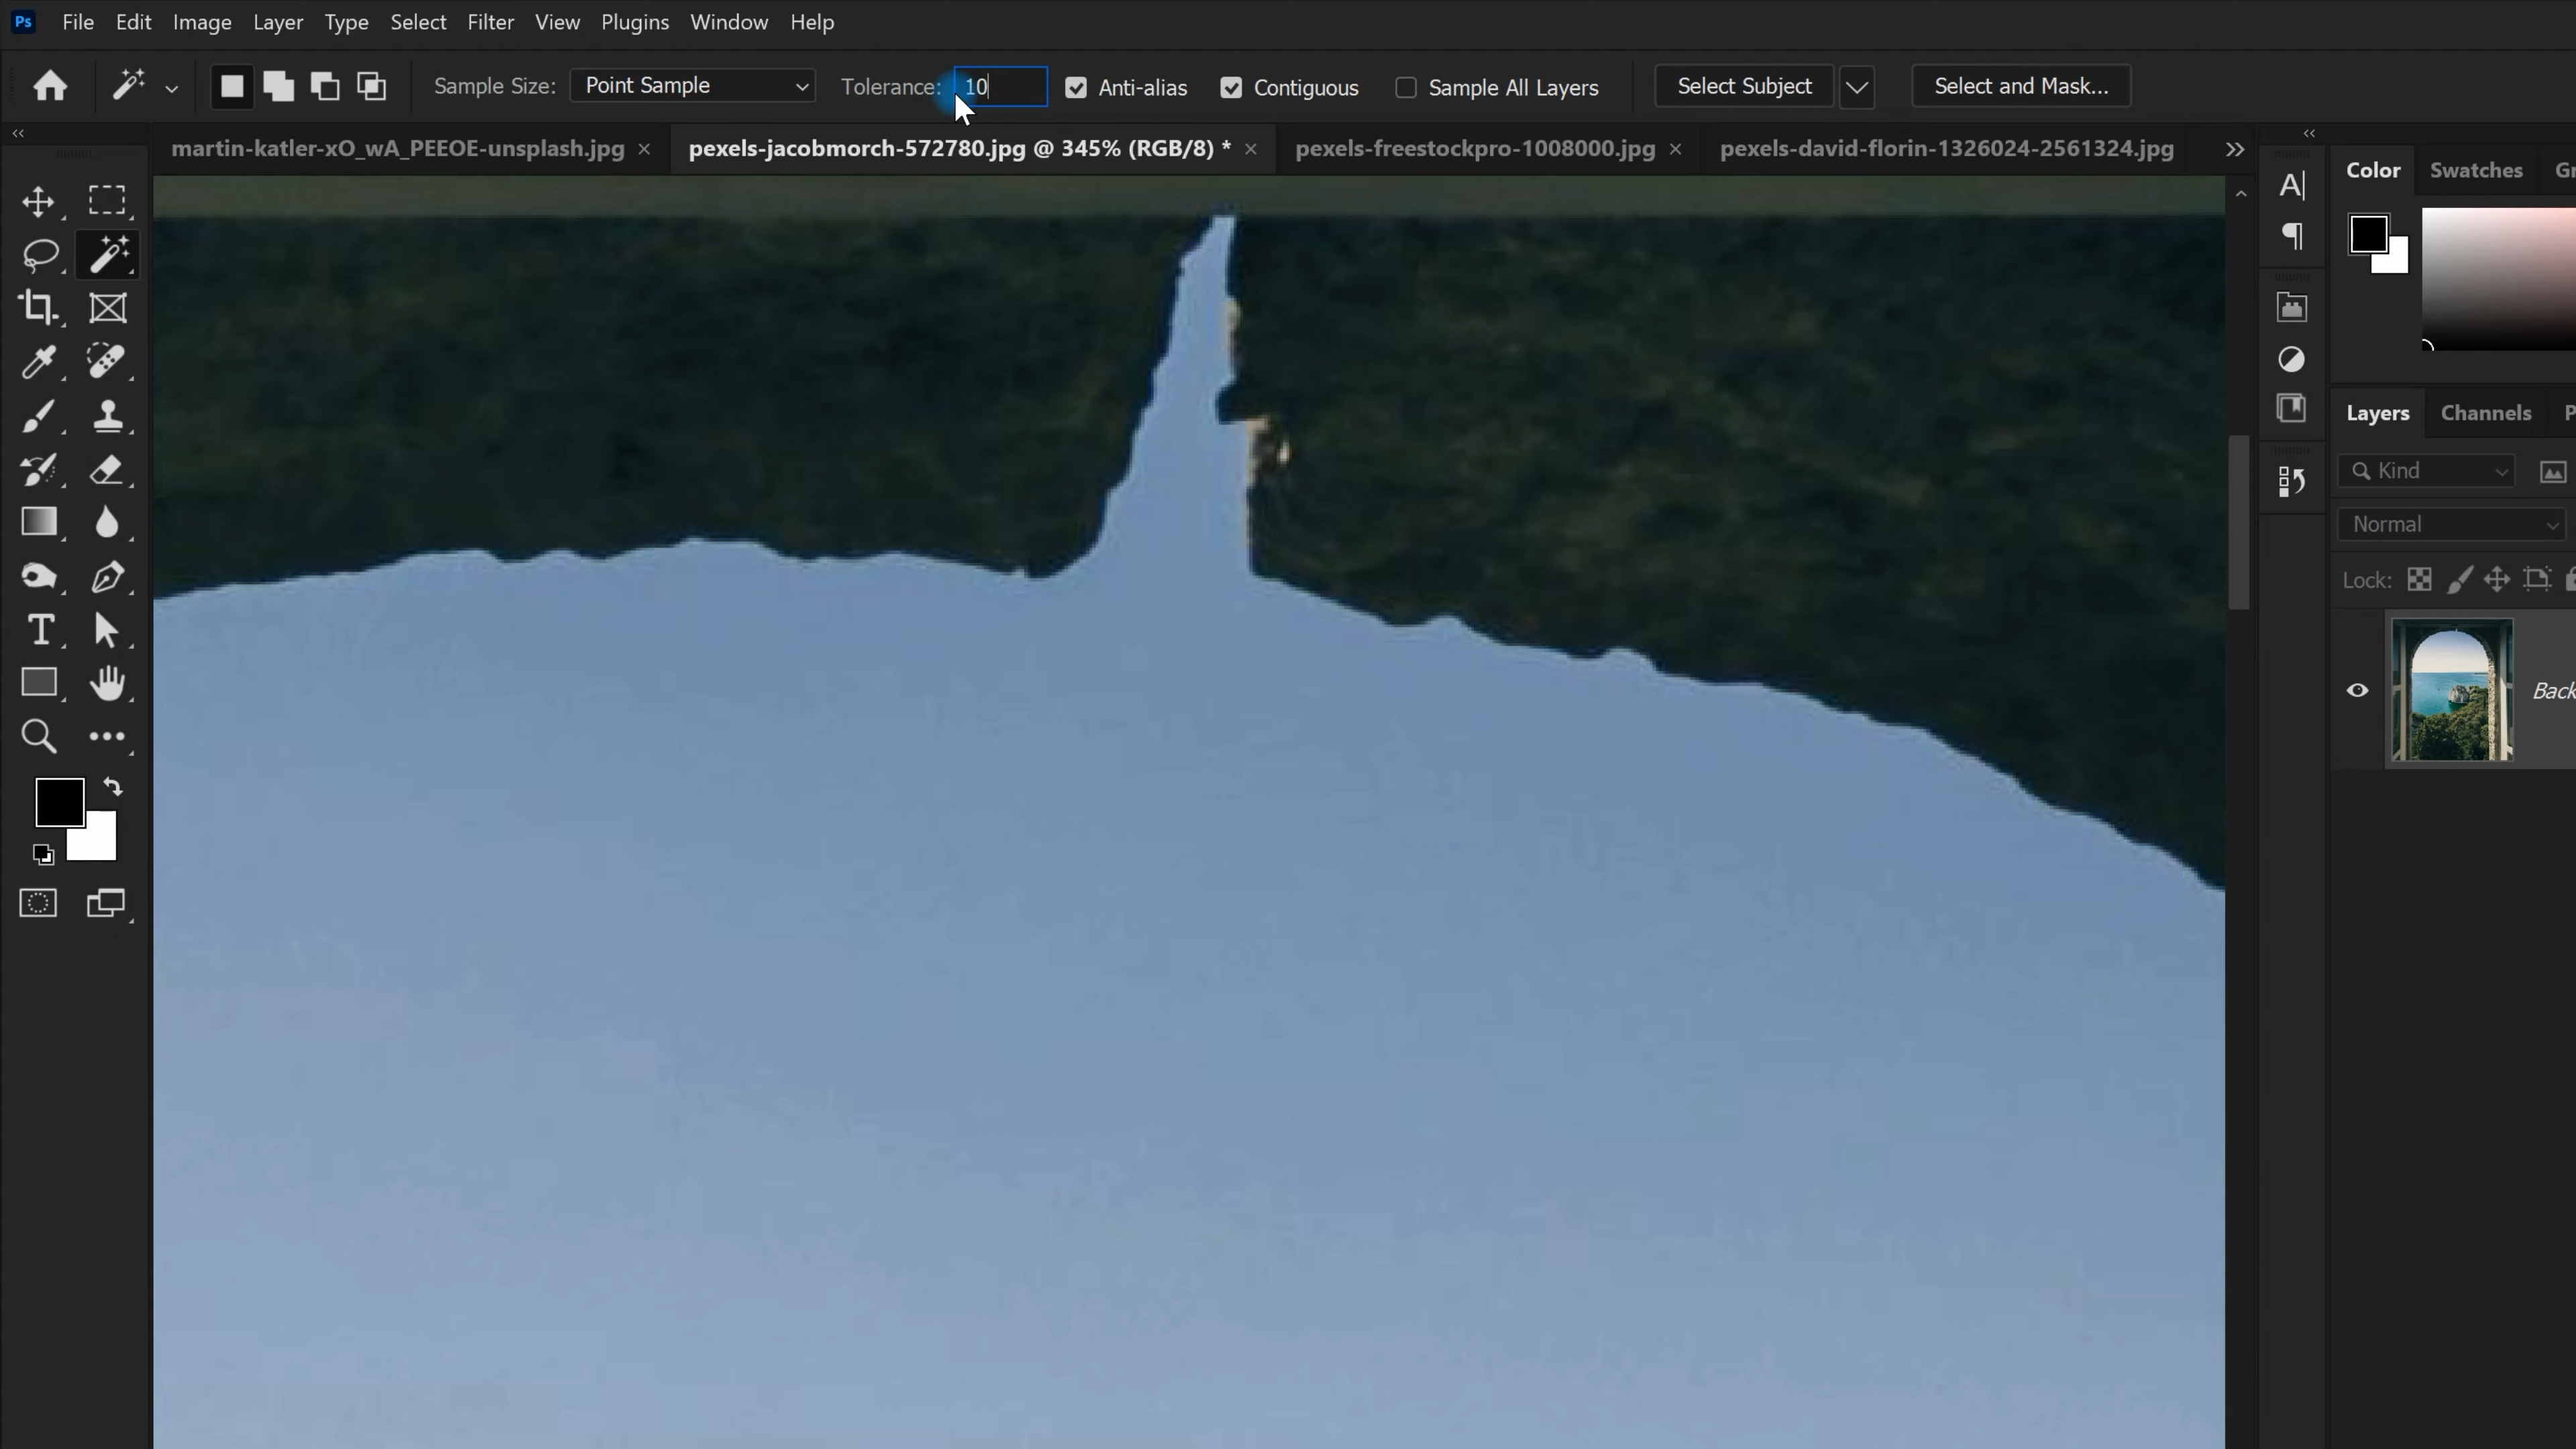 Ps File Edit Image Layer Type Select Filter View Plugins Window Help
Sample Size: Point Sample Tolerance: 10 Anti-alias Contiguous Sample All Layers Select Subject Select and Mask...
martin-katler-xO_wA_PEEOE-unsplash.jpg × pexels-jacobmorch-572780.jpg @ 345% (RGB/8) * × pexels-freestockpro-1008000.jpg × pexels-david-florin-1326024-2561324.jpg
Color Swatches Gr
Layers Channels P
Kind
Normal
Lock:
Back